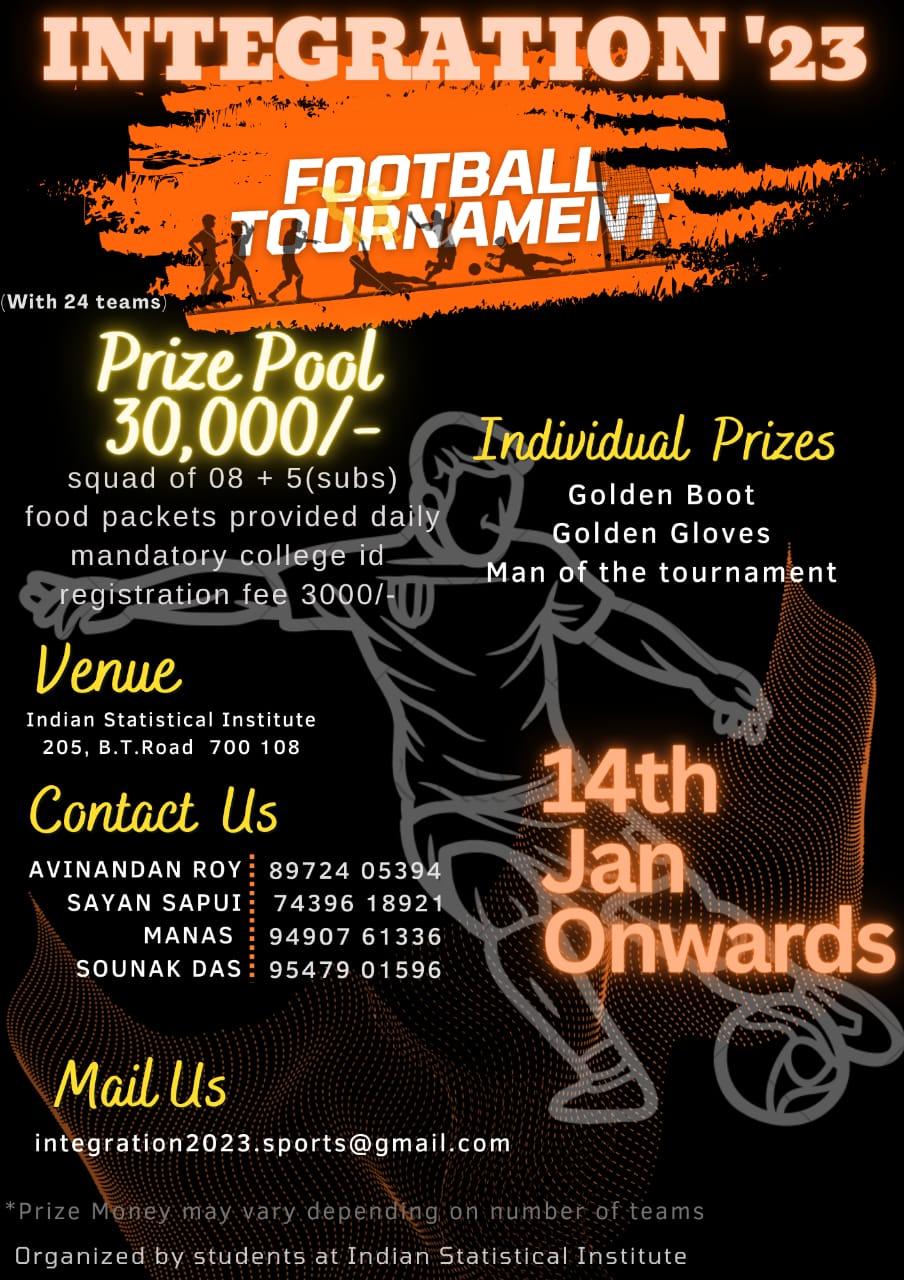 INTEGRATION '23
FOOTBALL
TOURNAMENT
(With 24 teams)
Prize Pool
30,000/-
squad of 08 + 5(subs)
food packets provided daily
mandatory college id
registration fee 3000/-
Individual Prizes
Golden Boot
Golden Gloves
Man of the tournament
Venue
Indian Statistical Institute
205, B.T.Road 700 108
Contact Us
AVINANDAN ROY 89724 05394
SAYAN SAPUI 74396 18921
MANAS 94907 61336
SOUNAK DAS 95479 01596
14th
Jan
Onwards
Mail Us
integration2023.sports@gmail.com
*Prize Money may vary depending on number of teams
Organized by students at Indian Statistical Institute